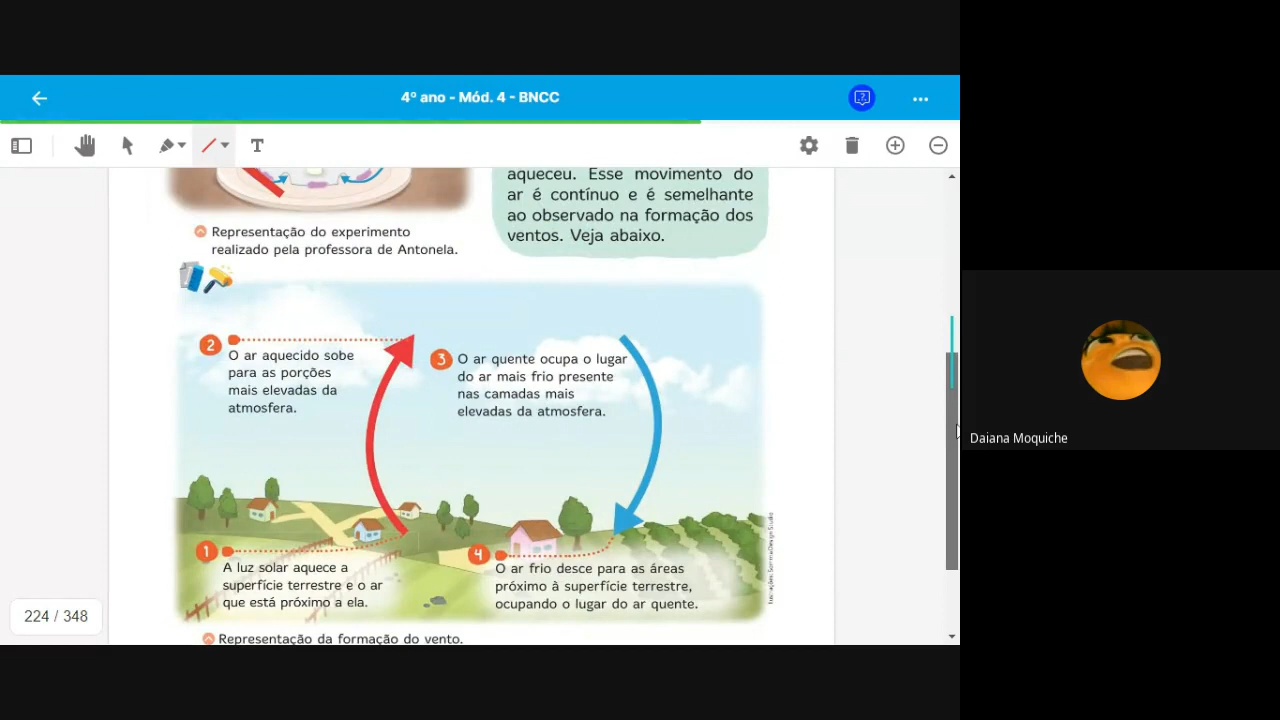 4º ano - Mód. 4 - BNCC
T
aqueceu. Esse movimento do
ar é contínuo e é semelhante
ao observado na formação dos
ventos. Veja abaixo.
Representação do experimento
realizado pela professora de Antonela.
2
O ar aquecido sobe
para as porções
mais elevadas da
atmosfera.
3
O ar quente ocupa o lugar
do ar mais frio presente
nas camadas mais
elevadas da atmosfera.
1
A luz solar aquece a
superfície terrestre e o ar
que está próximo a ela.
4
O ar frio desce para as áreas
próximo à superfície terrestre,
ocupando o lugar do ar quente.
224 / 348
Representação da formação do vento.
Daiana Moquiche